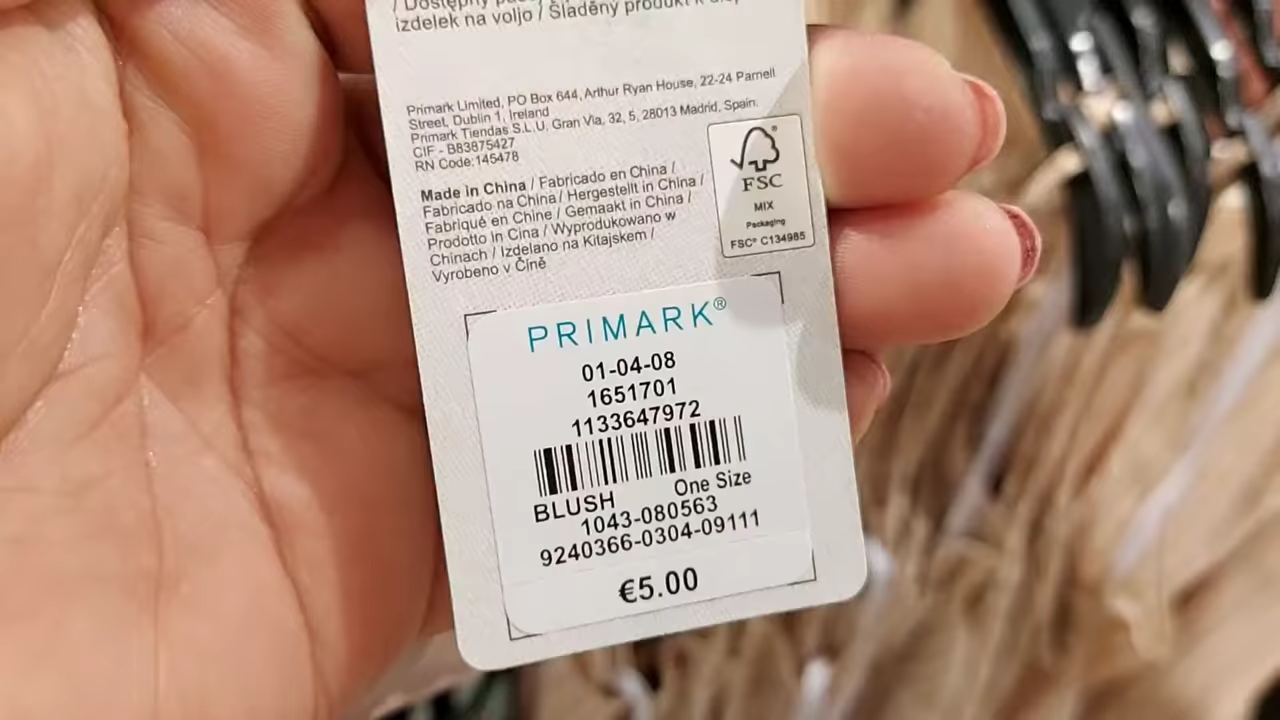 / Dostępny
izdelek na voljo / Sladěný produkt k
Primark Limited, PO Box 644, Arthur Ryan House, 22-24 Parnell
Street, Dublin 1, Ireland
Primark Tiendas S.L.U, Gran Via, 32, 5, 28013 Madrid, Spain.
CIF - B83875427
RN Code:145478
Made in China / Fabricado en China /
Fabricado na China / Hergestellt in China /
Fabriqué en Chine / Gemaakt in China /
Prodotto in Cina / Wyprodukowano w
Chinach / Izdelano na Kitajskem /
Vyrobeno v Číně
FSC
MIX
Packaging
FSC® C134985
PRIMARK®
01-04-08
1651701
1133647972
BLUSH One Size
1043-080563
9240366-0304-09111
€5.00